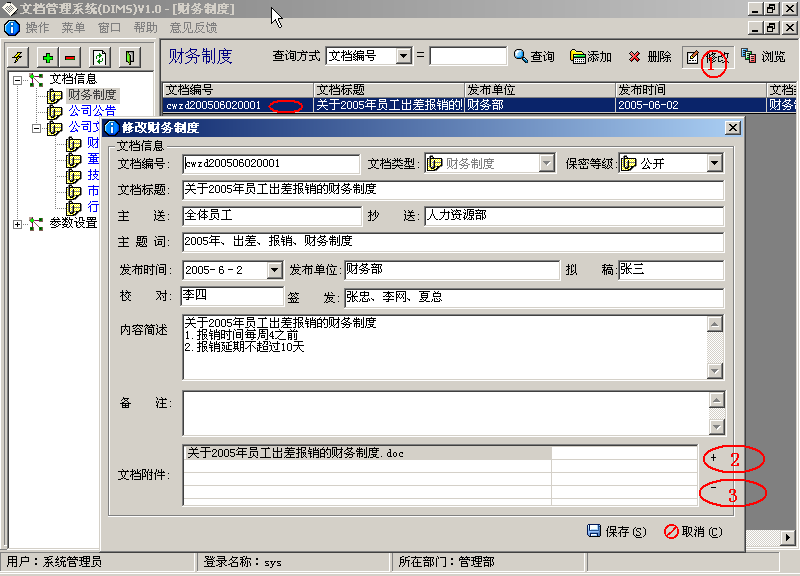 文档管理系统(DIMS)V1.0 - [财务制度]
操作 菜单 窗口 帮助 意见反馈
财务制度 查询方式 文档编号 = 查询 添加 删除 修改 浏览
1
文档信息
财务制度
公司公告
公司文
财
董
技
市
行
参数设置
文档编号 文档标题 发布单位 发布时间 文档
cwzd200506020001 关于2005年员工出差报销的 财务部 2005-06-02 财务
修改财务制度
文档信息
文档编号: cwzd200506020001 文档类型: 财务制度 保密等级: 公开
文档标题: 关于2005年员工出差报销的财务制度
主 送: 全体员工 抄 送: 人力资源部
主 题 词: 2005年、出差、报销、财务制度
发布时间: 2005- 6 - 2 发布单位: 财务部 拟 稿: 张三
校 对: 李四 签 发: 张忠、李网、夏总
内容简述 关于2005年员工出差报销的财务制度
1.报销时间每周4之前
2.报销延期不超过10天
备 注:
文档附件: 关于2005年员工出差报销的财务制度.doc
+ 2
- 3
保存(S) 取消(C)
用户：系统管理员 登录名称：sys 所在部门：管理部